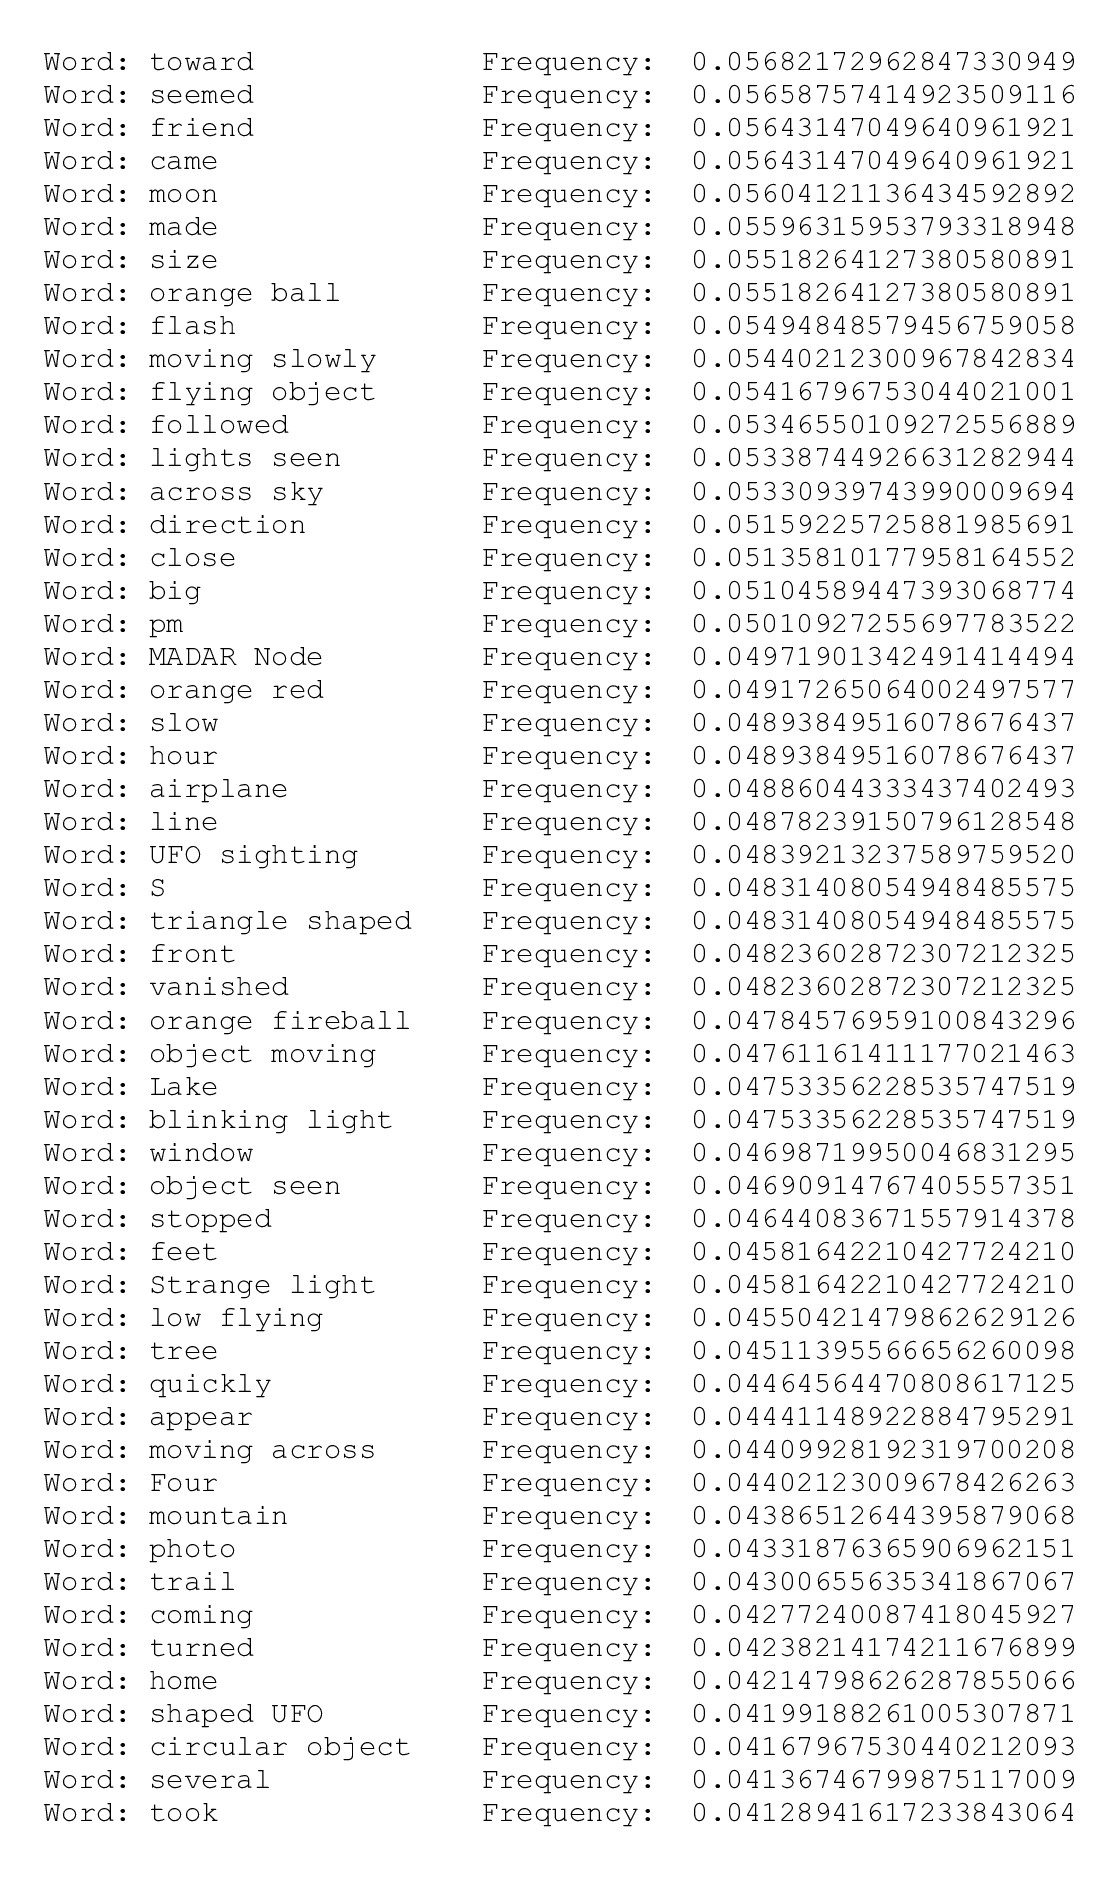 Word: toward Frequency: 0.05682172962847330949
Word: seemed Frequency: 0.05658757414923509116
Word: friend Frequency: 0.05643147049640961921
Word: came Frequency: 0.05643147049640961921
Word: moon Frequency: 0.05604121136434592892
Word: made Frequency: 0.05596315953793318948
Word: size Frequency: 0.05518264127380580891
Word: orange ball Frequency: 0.05518264127380580891
Word: flash Frequency: 0.05494848579456759058
Word: moving slowly Frequency: 0.05440212300967842834
Word: flying object Frequency: 0.05416796753044021001
Word: followed Frequency: 0.05346550109272556889
Word: lights seen Frequency: 0.05338744926631282944
Word: across sky Frequency: 0.05330939743990009694
Word: direction Frequency: 0.05159225725881985691
Word: close Frequency: 0.05135810177958164552
Word: big Frequency: 0.05104589447393068774
Word: pm Frequency: 0.05010927255697783522
Word: MADAR Node Frequency: 0.04971901342491414494
Word: orange red Frequency: 0.04917265064002497577
Word: slow Frequency: 0.04893849516078676437
Word: hour Frequency: 0.04893849516078676437
Word: airplane Frequency: 0.04886044333437402493
Word: line Frequency: 0.04878239150796128548
Word: UFO sighting Frequency: 0.04839213237589759520
Word: S Frequency: 0.04831408054948485575
Word: triangle shaped Frequency: 0.04831408054948485575
Word: front Frequency: 0.04823602872307212325
Word: vanished Frequency: 0.04823602872307212325
Word: orange fireball Frequency: 0.04784576959100843296
Word: object moving Frequency: 0.04761161411177021463
Word: Lake Frequency: 0.04753356228535747519
Word: blinking light Frequency: 0.04753356228535747519
Word: window Frequency: 0.04698719950046831295
Word: object seen Frequency: 0.04690914767405557351
Word: stopped Frequency: 0.04644083671557914378
Word: feet Frequency: 0.04581642210427724210
Word: Strange light Frequency: 0.04581642210427724210
Word: low flying Frequency: 0.04550421479862629126
Word: tree Frequency: 0.04511395566656260098
Word: quickly Frequency: 0.04464564470808617125
Word: appear Frequency: 0.04441148922884795291
Word: moving across Frequency: 0.04409928192319700208
Word: Four Frequency: 0.04402123009678426263
Word: mountain Frequency: 0.04386512644395879068
Word: photo Frequency: 0.04331876365906962151
Word: trail Frequency: 0.04300655635341867067
Word: coming Frequency: 0.04277240087418045927
Word: turned Frequency: 0.04238214174211676899
Word: home Frequency: 0.04214798626287855066
Word: shaped UFO Frequency: 0.04199188261005307871
Word: circular object Frequency: 0.04167967530440212093
Word: several Frequency: 0.04136746799875117009
Word: took Frequency: 0.04128941617233843064